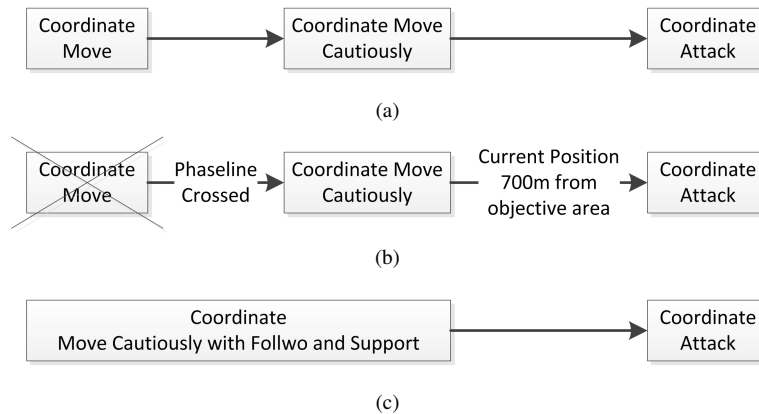 Coordinate Move
Coordinate Move Cautiously
Coordinate Attack
(a)
Coordinate Move
Phaseline Crossed
Coordinate Move Cautiously
Current Position 700m from objective area
Coordinate Attack
(b)
Coordinate
Move Cautiously with Follwo and Support
Coordinate Attack
(c)